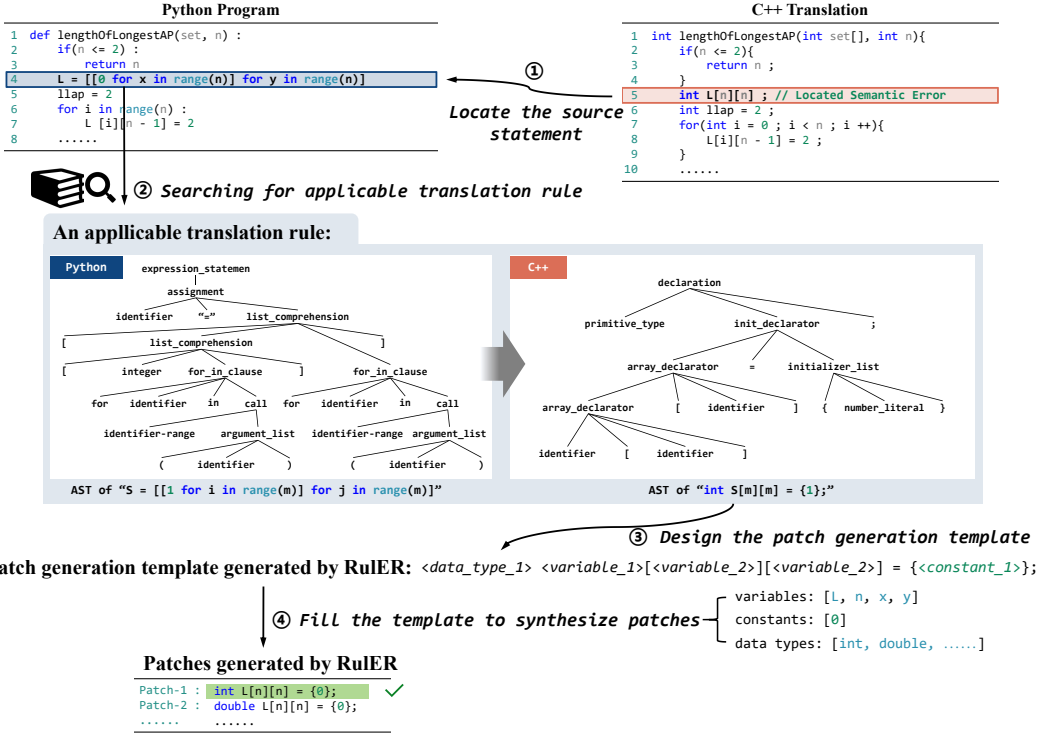 Python Program
1 def lengthOfLongestAP(set, n) :
2 if(n <= 2) :
3 return n
4 L = [[0 for x in range(n)] for y in range(n)]
5 llap = 2
6 for i in range(n) :
7 L [i][n - 1] = 2
8 ......
C++ Translation
1 int lengthOfLongestAP(int set[], int n){
2 if(n <= 2){
3 return n ;
4 }
5 int L[n][n] ; // Located Semantic Error
6 int llap = 2 ;
7 for(int i = 0 ; i < n ; i ++){
8 L[i][n - 1] = 2 ;
9 }
10 ......
①
Locate the source
statement
② Searching for applicable translation rule
An appllicable translation rule:
Python
expression_statemen
assignment
identifier "=" list_comprehension
[ list_comprehension ]
[ integer for_in_clause ] for_in_clause
for identifier in call for identifier in call
identifier-range argument_list identifier-range argument_list
( identifier ) ( identifier )
AST of “S = [[1 for i in range(m)] for j in range(m)]”
C++
declaration
primitive_type init_declarator ;
array_declarator = initializer_list
array_declarator [ identifier ] { number_literal }
identifier [ identifier ]
AST of “int S[m][m] = {1};”
③ Design the patch generation template
atch generation template generated by RulER: <data_type_1> <variable_1>[<variable_2>][<variable_2>] = {<constant_1>};
④ Fill the template to synthesize patches
variables: [L, n, x, y]
constants: [0]
data types: [int, double, ......]
Patches generated by RulER
Patch-1 : int L[n][n] = {0};
Patch-2 : double L[n][n] = {0};
...... ......